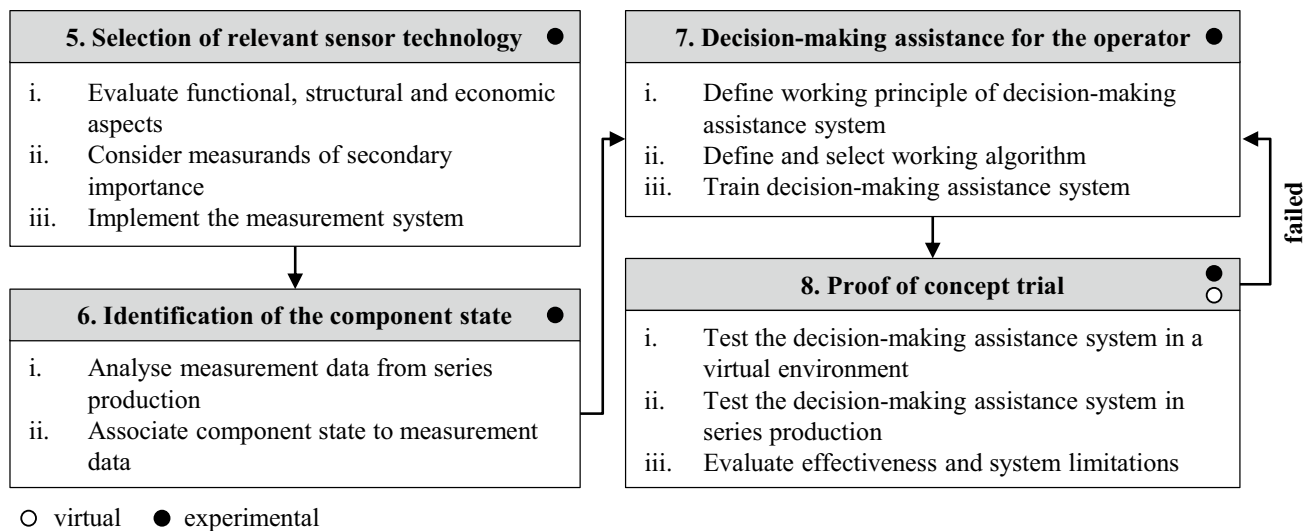 5. Selection of relevant sensor technology
i. Evaluate functional, structural and economic
aspects
ii. Consider measurands of secondary
importance
iii. Implement the measurement system
6. Identification of the component state
i. Analyse measurement data from series
production
ii. Associate component state to measurement
data
7. Decision-making assistance for the operator
i. Define working principle of decision-making
assistance system
ii. Define and select working algorithm
iii. Train decision-making assistance system
failed
8. Proof of concept trial
i. Test the decision-making assistance system in a
virtual environment
ii. Test the decision-making assistance system in
series production
iii. Evaluate effectiveness and system limitations
virtual experimental